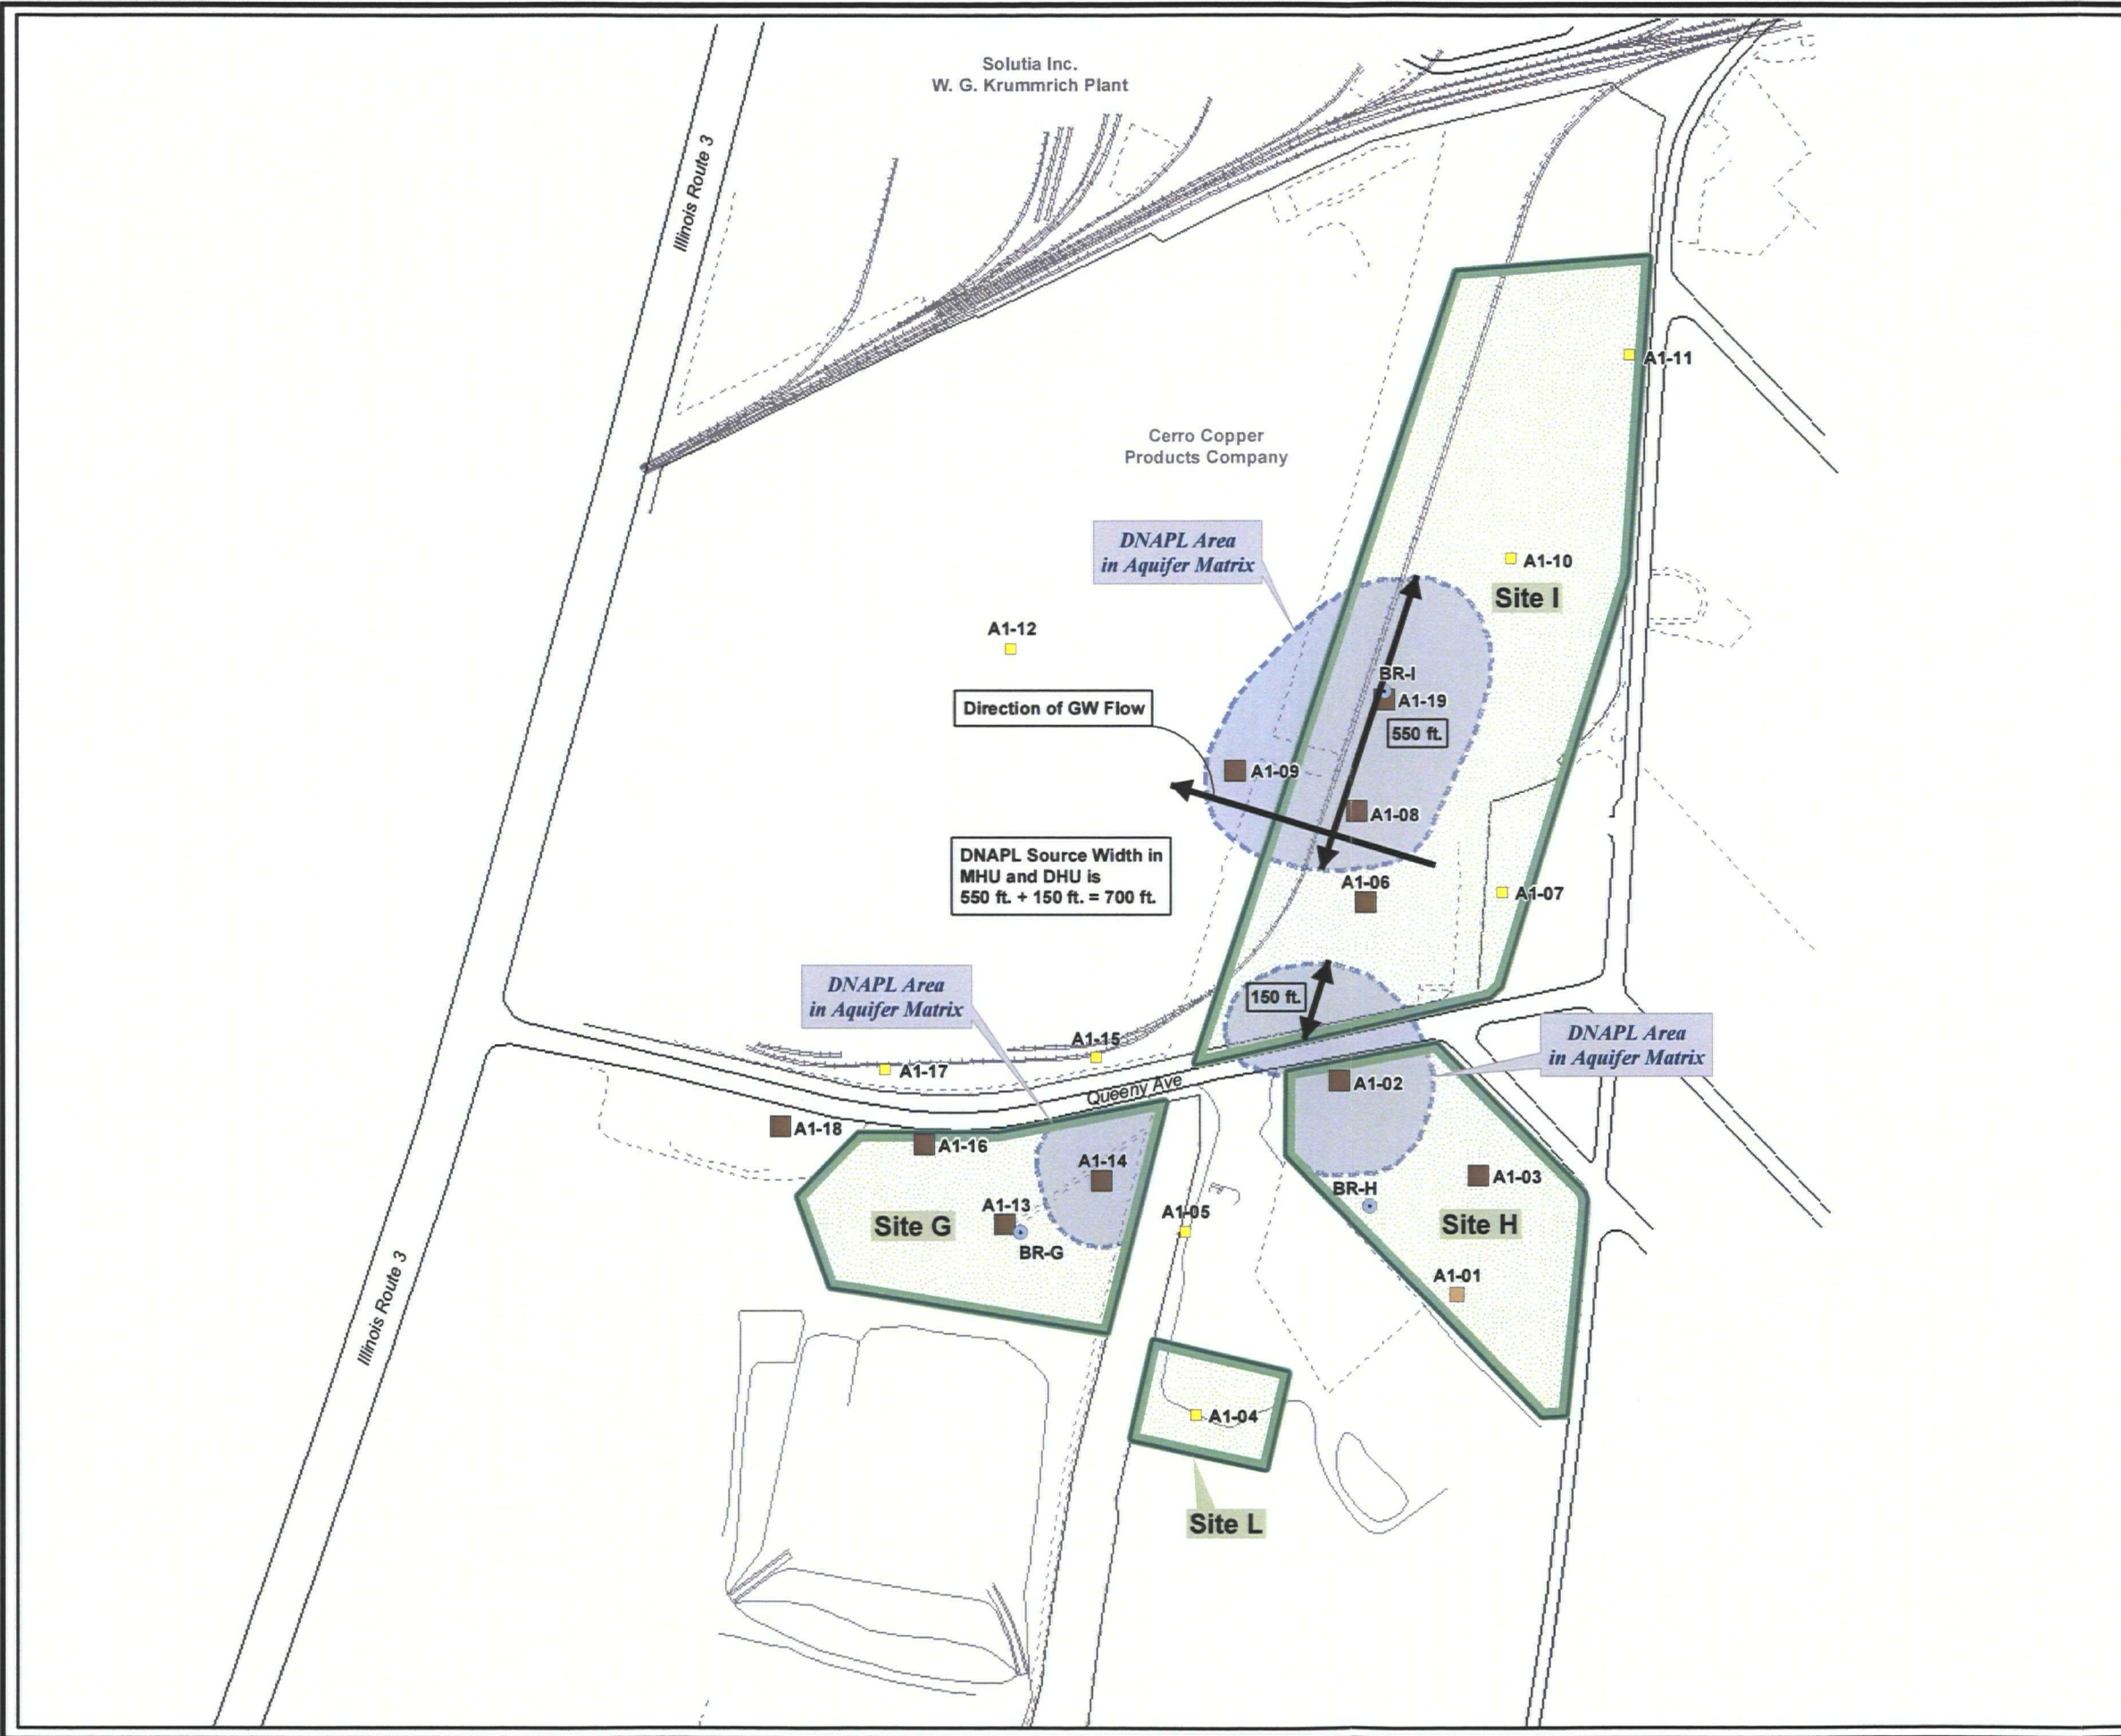 Solutia Inc.
W. G. Krummrich Plant
Illinois Route 3
A1-11
Cerro Copper
Products Company
DNAPL Area
in Aquifer Matrix
A1-10
Site I
A1-12
BR-I
A1-19
Direction of GW Flow
550 ft.
A1-09
A1-08
DNAPL Source Width in
MHU and DHU is
550 ft. + 150 ft. = 700 ft.
A1-06
A1-07
DNAPL Area
in Aquifer Matrix
150 ft.
DNAPL Area
in Aquifer Matrix
A1-15
A1-17
Queeny Ave
A1-02
A1-18
A1-16
A1-14
A1-03
BR-H
A1-13
A1-05
Site G
Site H
BR-G
A1-01
Illinois Route 3
A1-04
Site L